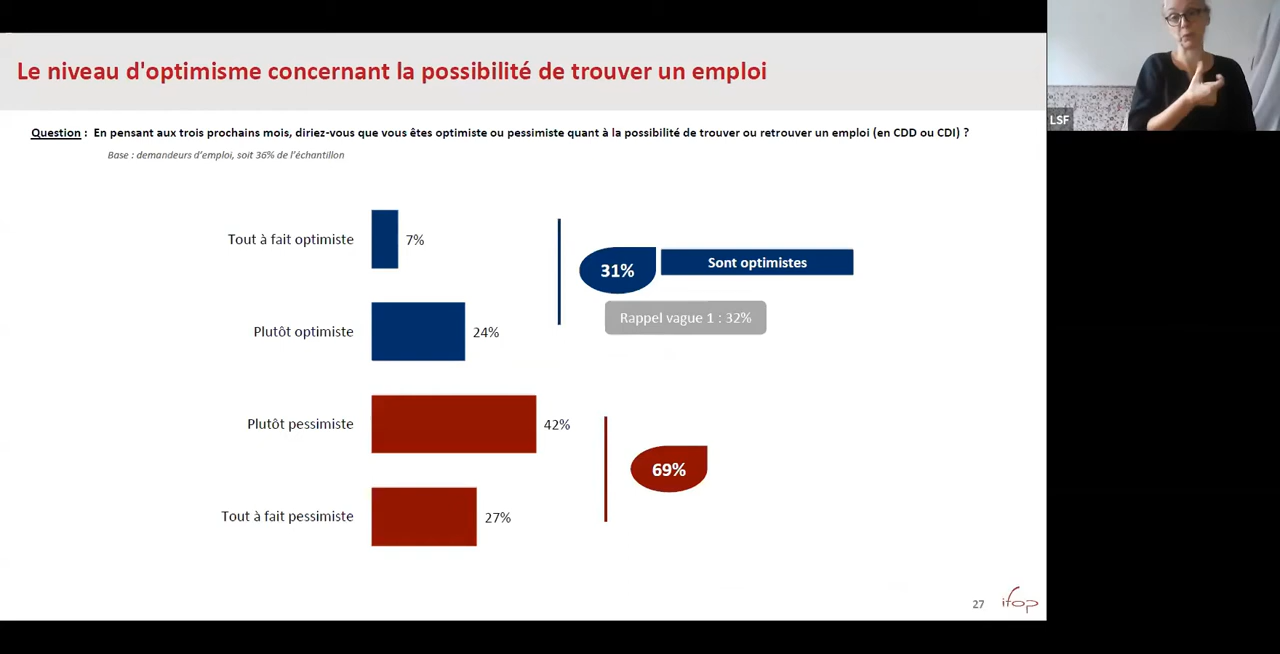 Le niveau d'optimisme concernant la possibilité de trouver un emploi
LSF
Question : En pensant aux trois prochains mois, diriez-vous que vous êtes optimiste ou pessimiste quant à la possibilité de trouver ou retrouver un emploi (en CDD ou CDI) ?
Base : demandeurs d'emploi, soit 36% de l'échantillon
Tout à fait optimiste 7%
31% Sont optimistes
Rappel vague 1 : 32%
Plutôt optimiste 24%
Plutôt pessimiste 42%
69%
Tout à fait pessimiste 27%
27 ifop